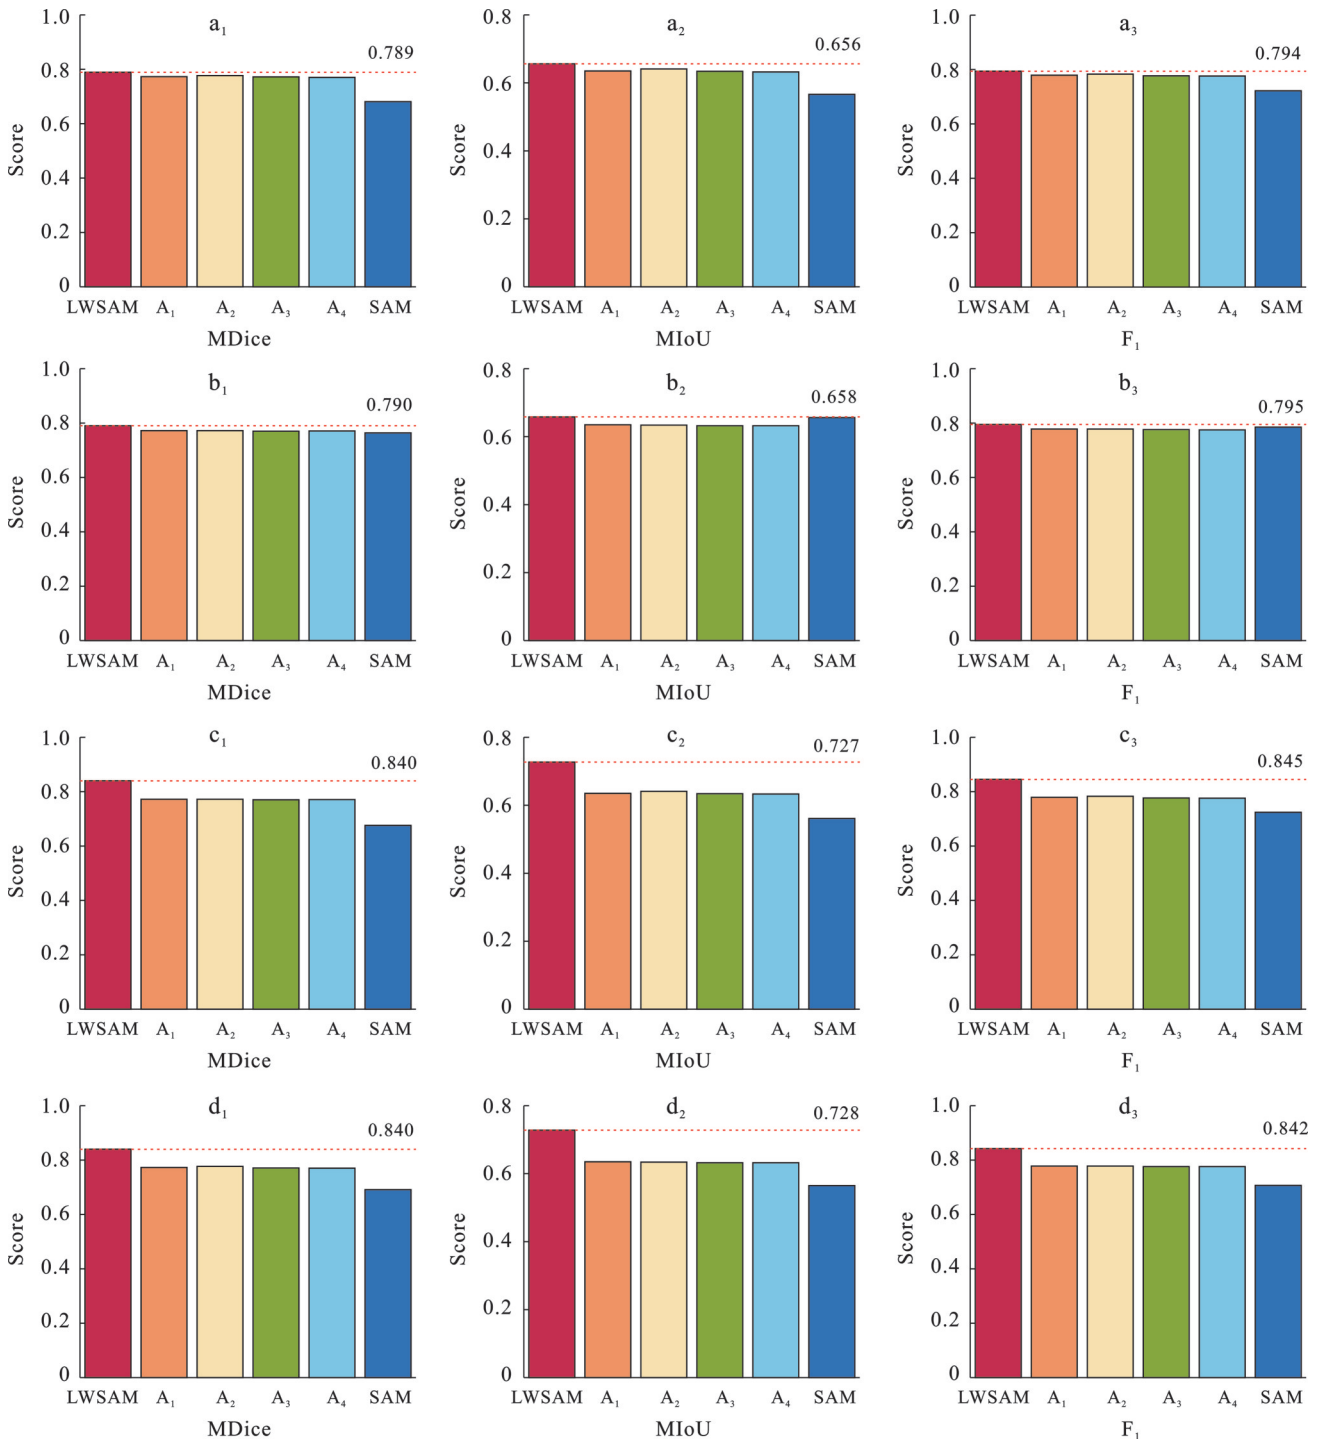 a₁
0.789
1.0
0.8
0.6
0.4
0.2
0
Score
LWSAM A₁ A₂ A₃ A₄ SAM
MDice
a₂
0.656
0.8
0.6
0.4
0.2
0
Score
LWSAM A₁ A₂ A₃ A₄ SAM
MIoU
a₃
0.794
1.0
0.8
0.6
0.4
0.2
0
Score
LWSAM A₁ A₂ A₃ A₄ SAM
F₁
b₁
0.790
1.0
0.8
0.6
0.4
0.2
0
Score
LWSAM A₁ A₂ A₃ A₄ SAM
MDice
b₂
0.658
0.8
0.6
0.4
0.2
0
Score
LWSAM A₁ A₂ A₃ A₄ SAM
MIoU
b₃
0.795
1.0
0.8
0.6
0.4
0.2
0
Score
LWSAM A₁ A₂ A₃ A₄ SAM
F₁
c₁
0.840
1.0
0.8
0.6
0.4
0.2
0
Score
LWSAM A₁ A₂ A₃ A₄ SAM
MDice
c₂
0.727
0.8
0.6
0.4
0.2
0
Score
LWSAM A₁ A₂ A₃ A₄ SAM
MIoU
c₃
0.845
1.0
0.8
0.6
0.4
0.2
0
Score
LWSAM A₁ A₂ A₃ A₄ SAM
F₁
d₁
0.840
1.0
0.8
0.6
0.4
0.2
0
Score
LWSAM A₁ A₂ A₃ A₄ SAM
MDice
d₂
0.728
0.8
0.6
0.4
0.2
0
Score
LWSAM A₁ A₂ A₃ A₄ SAM
MIoU
d₃
0.842
1.0
0.8
0.6
0.4
0.2
0
Score
LWSAM A₁ A₂ A₃ A₄ SAM
F₁